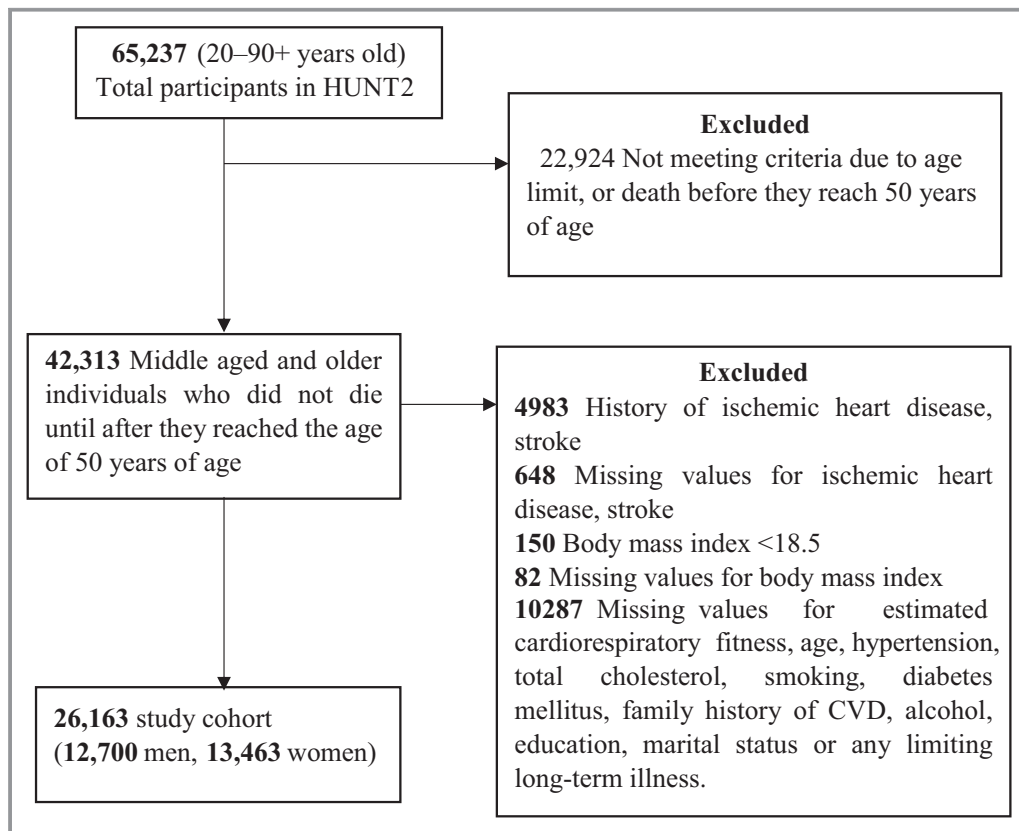 65,237 (20–90+ years old)
Total participants in HUNT2
Excluded
22,924 Not meeting criteria due to age
limit, or death before they reach 50 years
of age
42,313 Middle aged and older
individuals who did not die
until after they reached the age
of 50 years of age
Excluded
4983 History of ischemic heart disease,
stroke
648 Missing values for ischemic heart
disease, stroke
150 Body mass index <18.5
82 Missing values for body mass index
10287 Missing values for estimated
cardiorespiratory fitness, age, hypertension,
total cholesterol, smoking, diabetes
mellitus, family history of CVD, alcohol,
education, marital status or any limiting
long-term illness.
26,163 study cohort
(12,700 men, 13,463 women)